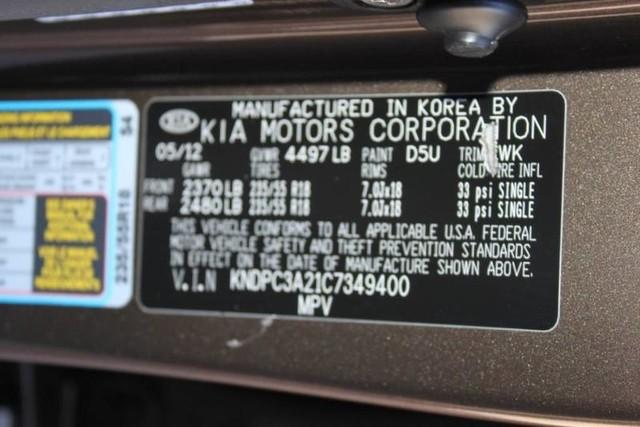 MANUFACTURED IN KOREA BY
KIA KIA MOTORS CORPORATION
05/12 GVWR 4497 LB PAINT D5U TRIM WK
GAWR TIRES RIMS COLD TIRE INFL
FRONT 2370 LB 235/55 R18 7.0Jx18 33 psi SINGLE
REAR 2480 LB 235/55 R18 7.0Jx18 33 psi SINGLE
THIS VEHICLE CONFORMS TO ALL APPLICABLE U.S.A. FEDERAL
MOTOR VEHICLE SAFETY AND THEFT PREVENTION STANDARDS
IN EFFECT ON THE DATE OF MANUFACTURE SHOWN ABOVE.
V.I.N KNDPC3A21C7349400
MPV
INFORMATION
54
235/55R18